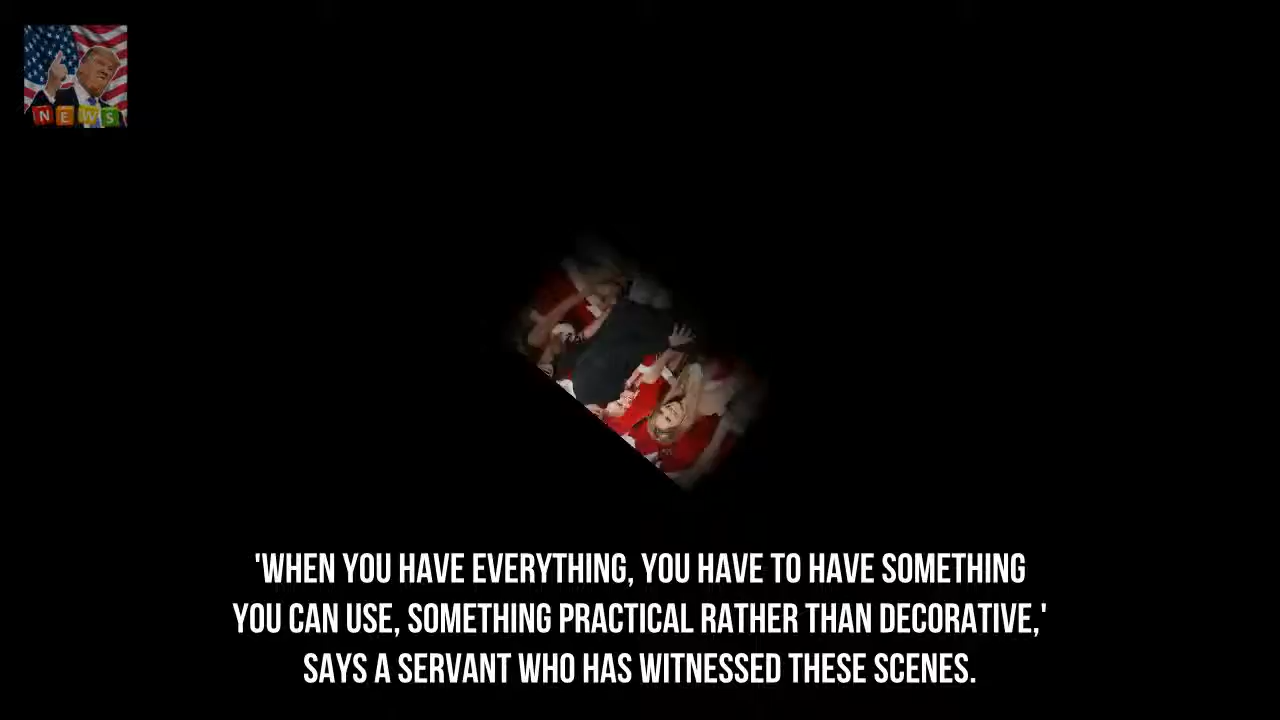 NEWS
'WHEN YOU HAVE EVERYTHING, YOU HAVE TO HAVE SOMETHING
YOU CAN USE, SOMETHING PRACTICAL RATHER THAN DECORATIVE,'
SAYS A SERVANT WHO HAS WITNESSED THESE SCENES.